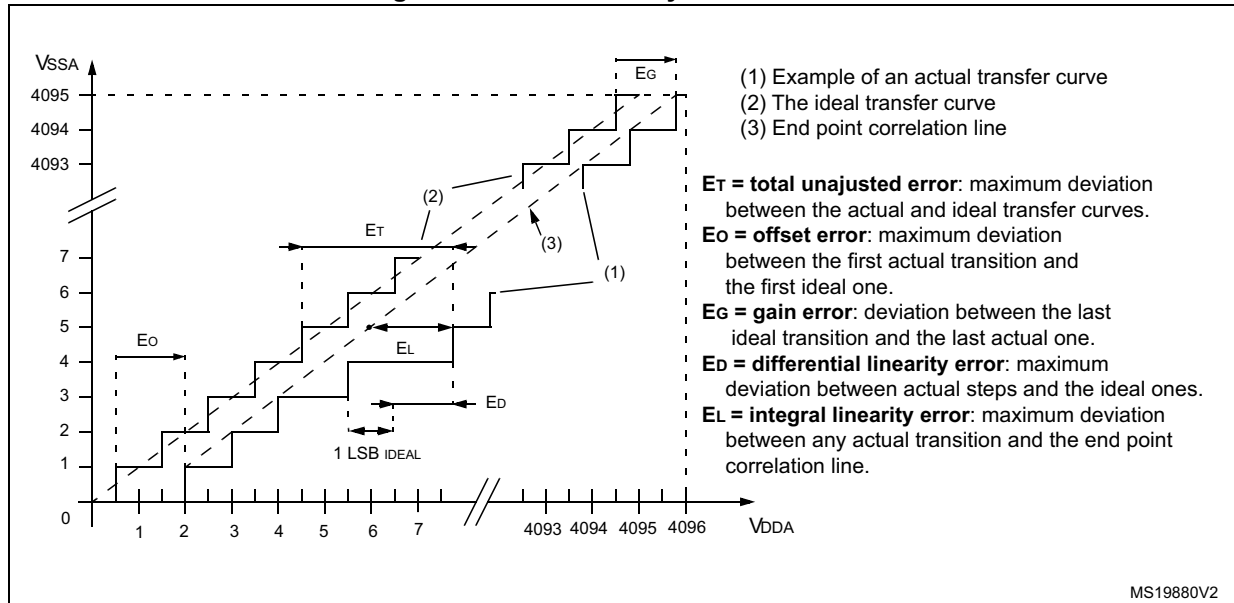 VSSA
4095
4094
4093
7
6
5
4
3
2
1
0
1 2 3 4 5 6 7 4093 4094 4095 4096 VDDA
EG
(2)
(3)
(1)
ET
EO
EL
ED
1 LSB IDEAL
(1) Example of an actual transfer curve
(2) The ideal transfer curve
(3) End point correlation line
ET = total unajusted error: maximum deviation
between the actual and ideal transfer curves.
EO = offset error: maximum deviation
between the first actual transition and
the first ideal one.
EG = gain error: deviation between the last
ideal transition and the last actual one.
ED = differential linearity error: maximum
deviation between actual steps and the ideal ones.
EL = integral linearity error: maximum deviation
between any actual transition and the end point
correlation line.
MS19880V2